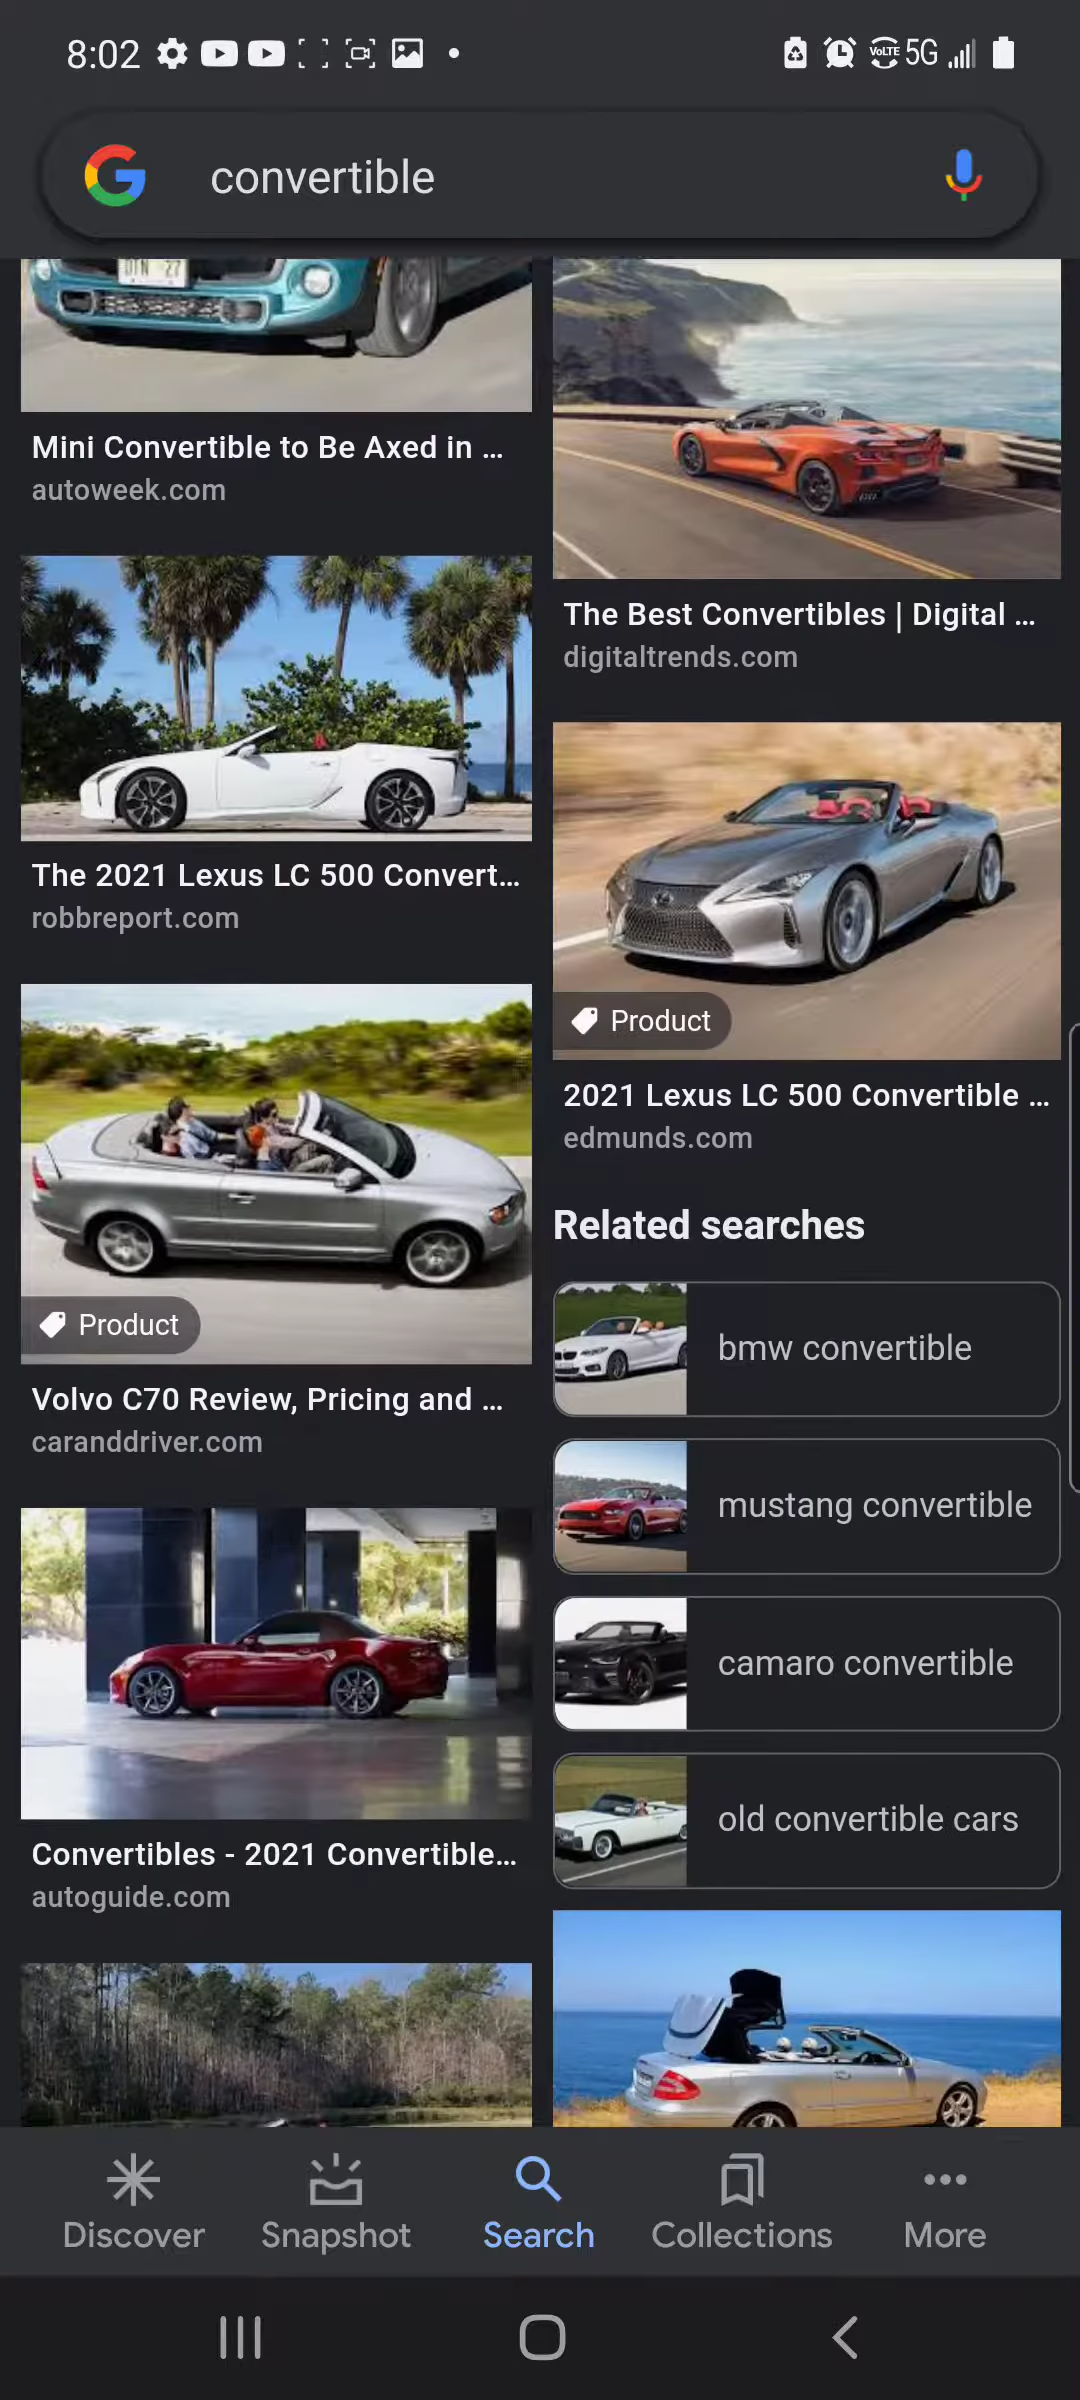 8:02
VoLTE 5G
convertible
Mini Convertible to Be Axed in ...
autoweek.com
The Best Convertibles | Digital ...
digitaltrends.com
The 2021 Lexus LC 500 Convert...
robbreport.com
Product
2021 Lexus LC 500 Convertible ...
edmunds.com
Product
Volvo C70 Review, Pricing and ...
caranddriver.com
Related searches
bmw convertible
mustang convertible
camaro convertible
old convertible cars
Convertibles - 2021 Convertible...
autoguide.com
Discover
Snapshot
Search
Collections
More